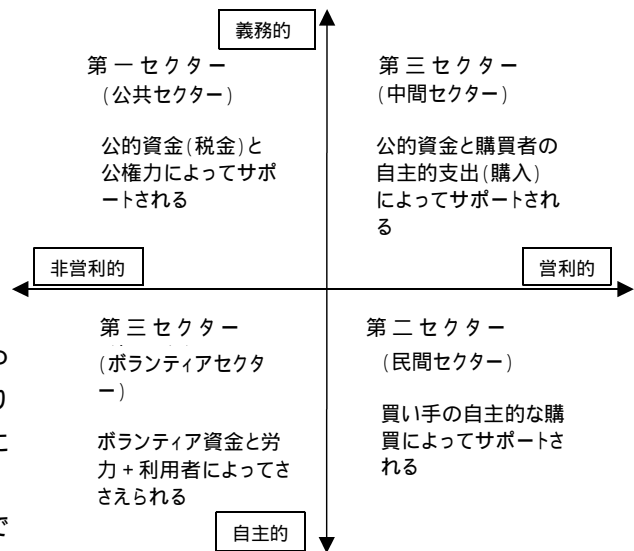 義務的
第一セクター
(公共セクター)
公的資金(税金)と
公権力によってサポ
ートされる
第三セクター
(中間セクター)
公的資金と購買者の
自主的支出(購入)
によってサポートされ
る
非営利的
営利的
第三セクター
(ボランティアセクタ
ー)
ボランティア資金と労
力+利用者によってさ
さえられる
第二セクター
(民間セクター)
買い手の自主的な購
買によってサポートさ
れる
自主的
り
に
で